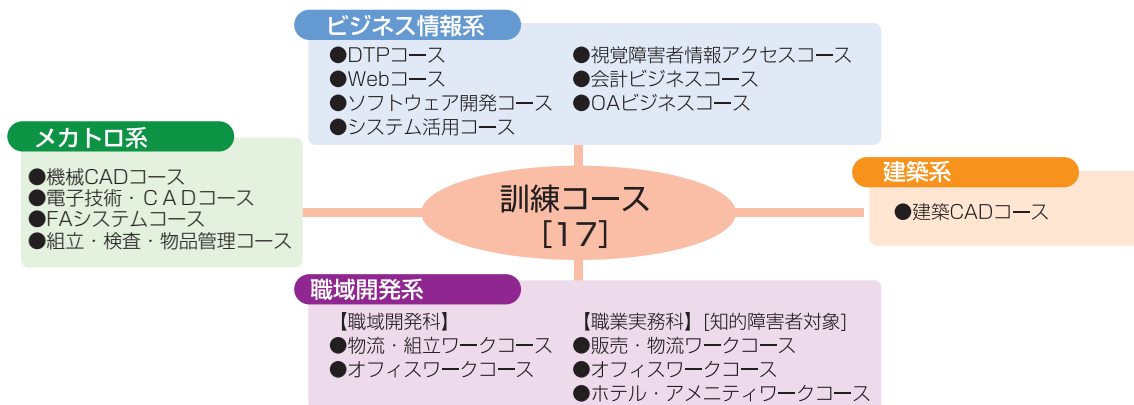 ビジネス情報系
●DTPコース
●Webコース
●ソフトウェア開発コース
●システム活用コース
●視覚障害者情報アクセスコース
●会計ビジネスコース
●OAビジネスコース
メカトロ系
●機械CADコース
●電子技術・ＣＡＤコース
●FAシステムコース
●組立・検査・物品管理コース
訓練コース
[17]
建築系
●建築CADコース
職域開発系
【職域開発科】
●物流・組立ワークコース
●オフィスワークコース
【職業実務科】[知的障害者対象]
●販売・物流ワークコース
●オフィスワークコース
●ホテル・アメニティワークコース